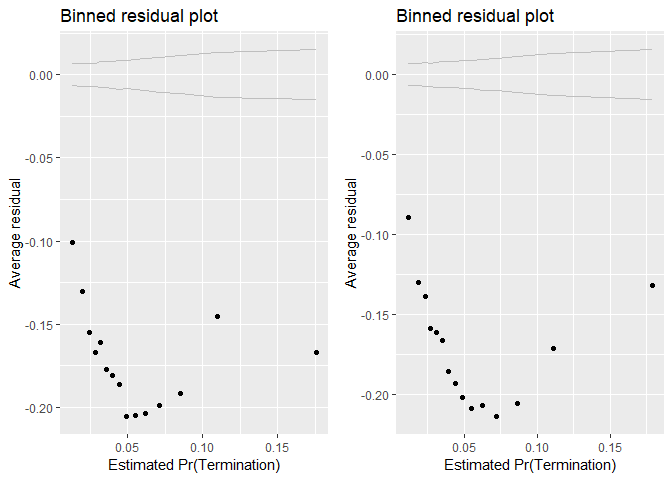 Binned residual plot
Average residual
0.00
-0.05
-0.10
-0.15
-0.20
0.05 0.10 0.15
Estimated Pr(Termination)
Binned residual plot
Average residual
0.00
-0.05
-0.10
-0.15
-0.20
0.05 0.10 0.15
Estimated Pr(Termination)